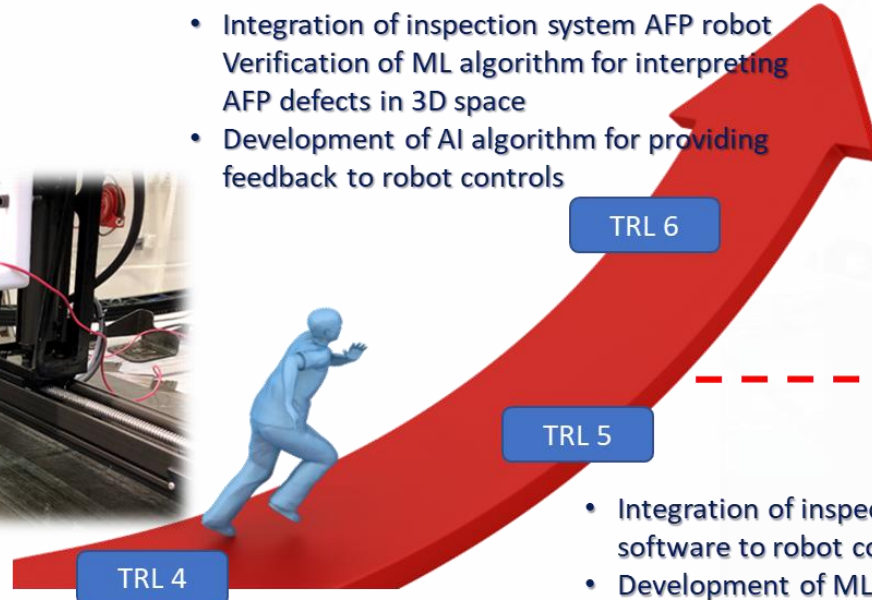 • Integration of inspection system AFP robot
Verification of ML algorithm for interpreting
AFP defects in 3D space
• Development of AI algorithm for providing
feedback to robot controls
TRL 6
TRL 5
• Integration of inspec
software to robot co
• Development of ML
TRL 4